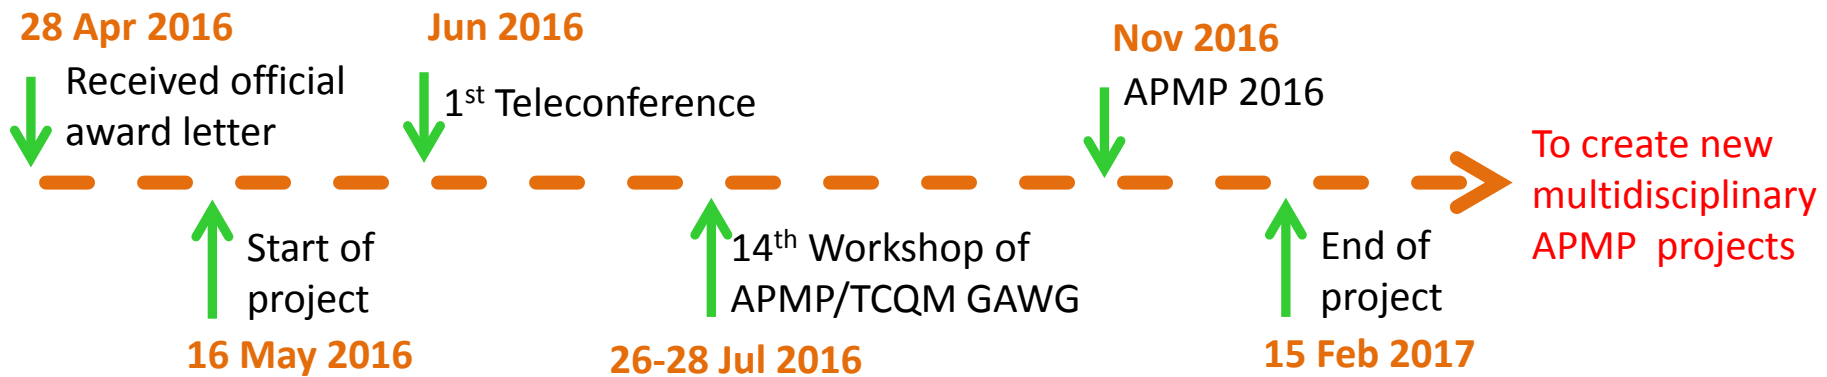 28 Apr 2016
Received official
award letter
Jun 2016
1st Teleconference
Nov 2016
APMP 2016
To create new
multidisciplinary
APMP projects
Start of
project
16 May 2016
14th Workshop of
APMP/TCQM GAWG
26-28 Jul 2016
End of
project
15 Feb 2017